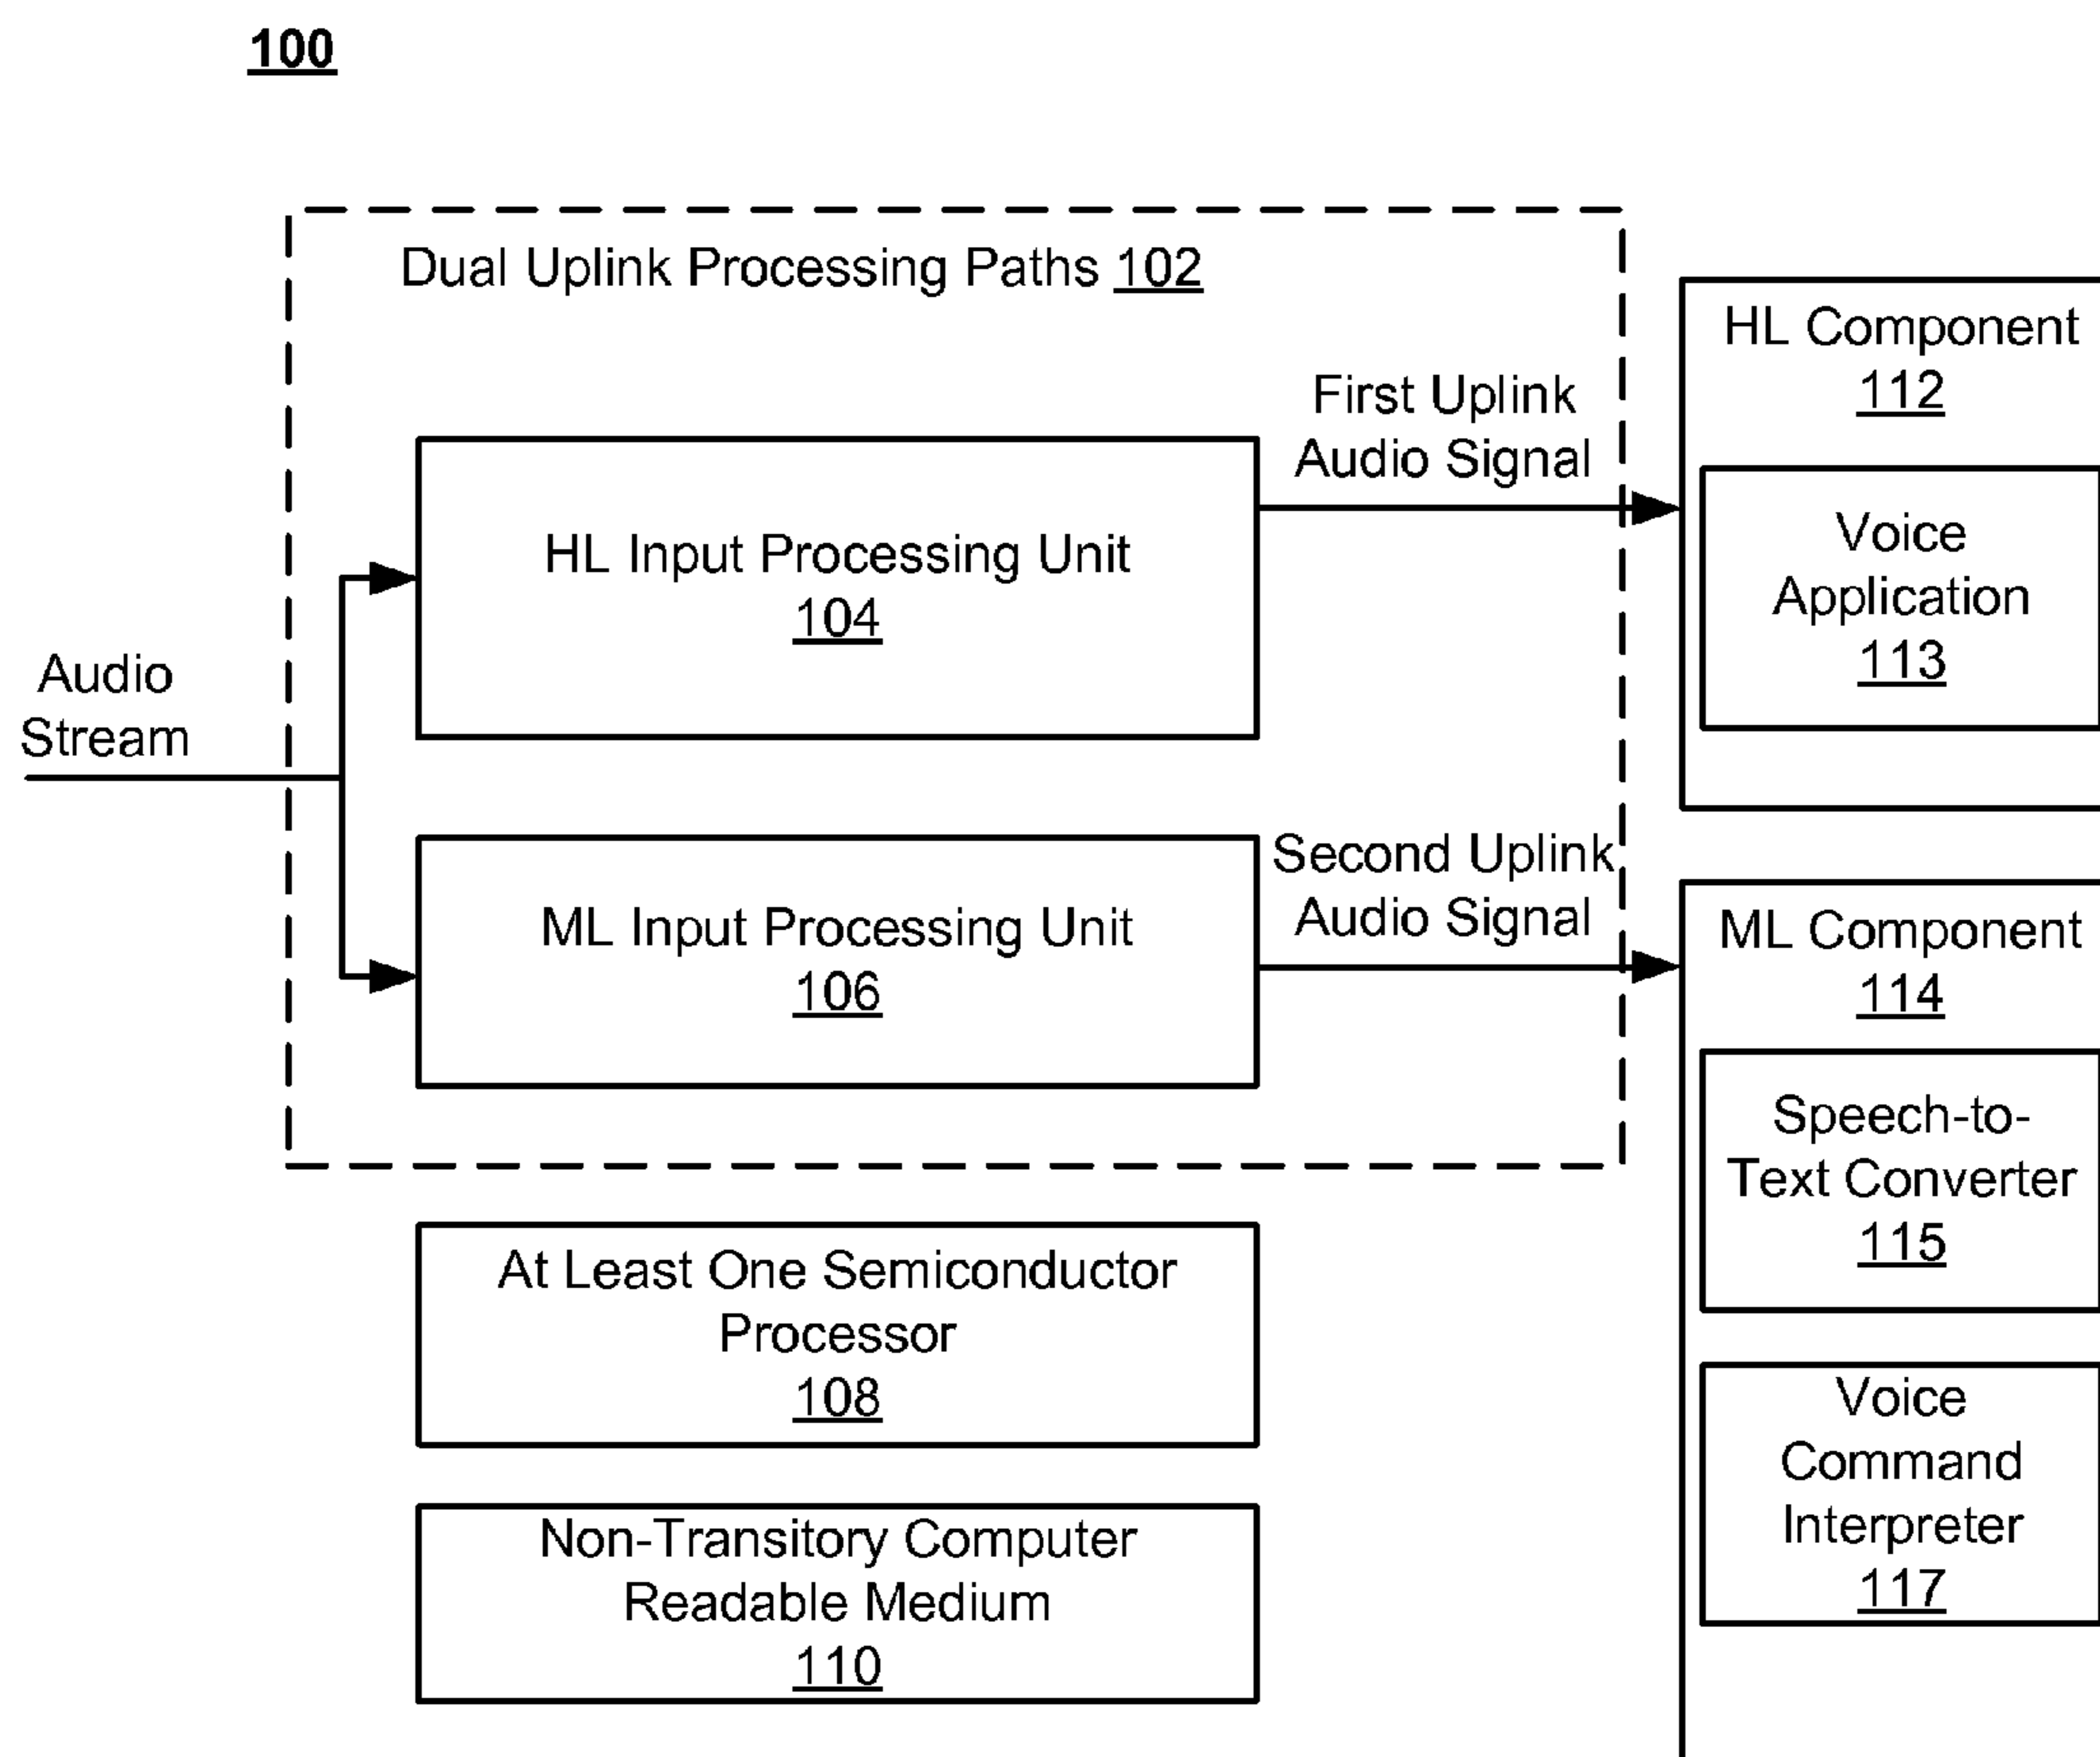 100
Dual Uplink Processing Paths 102
Audio
Stream
HL Input Processing Unit
104
First Uplink
Audio Signal
ML Input Processing Unit
106
Second Uplink
Audio Signal
At Least One Semiconductor
Processor
108
Non-Transitory Computer
Readable Medium
110
HL Component
112
Voice
Application
113
ML Component
114
Speech-to-
Text Converter
115
Voice
Command
Interpreter
117